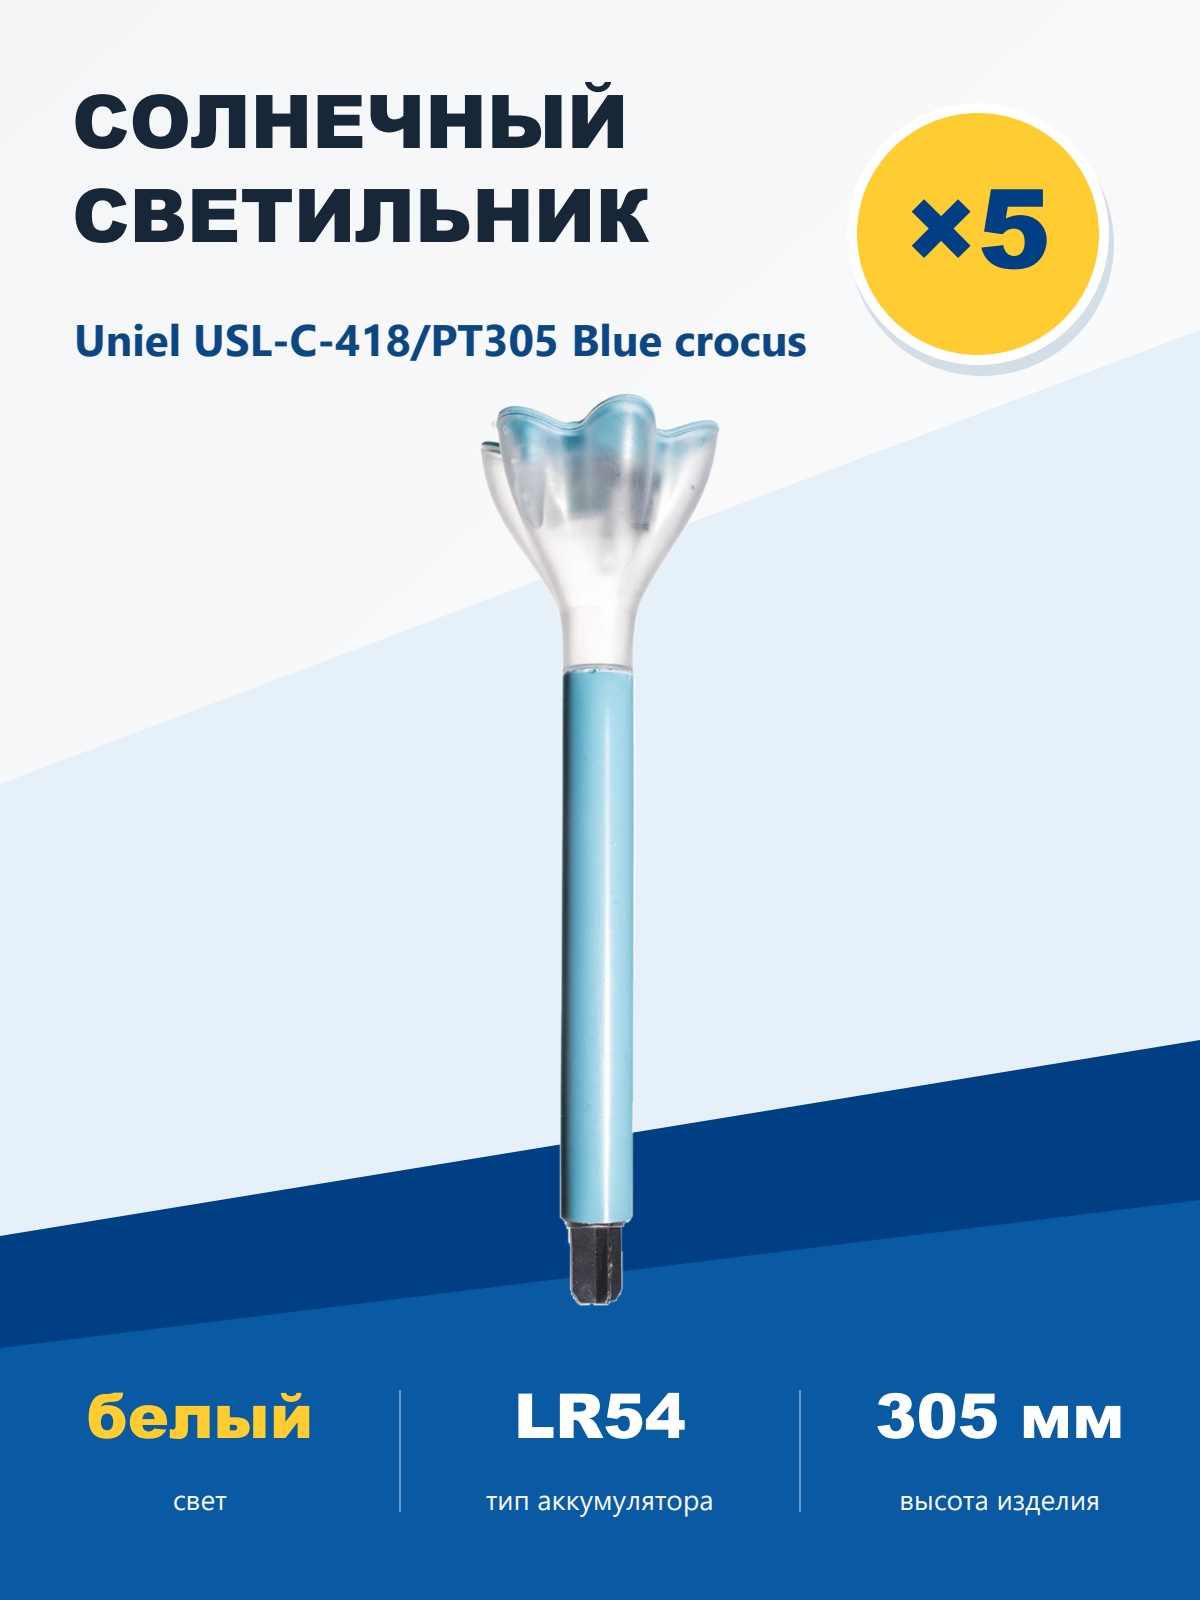 СОЛНЕЧНЫЙ
СВЕТИЛЬНИК
×5
Uniel USL-C-418/PT305 Blue crocus
белый
свет
LR54
тип аккумулятора
305 мм
высота изделия